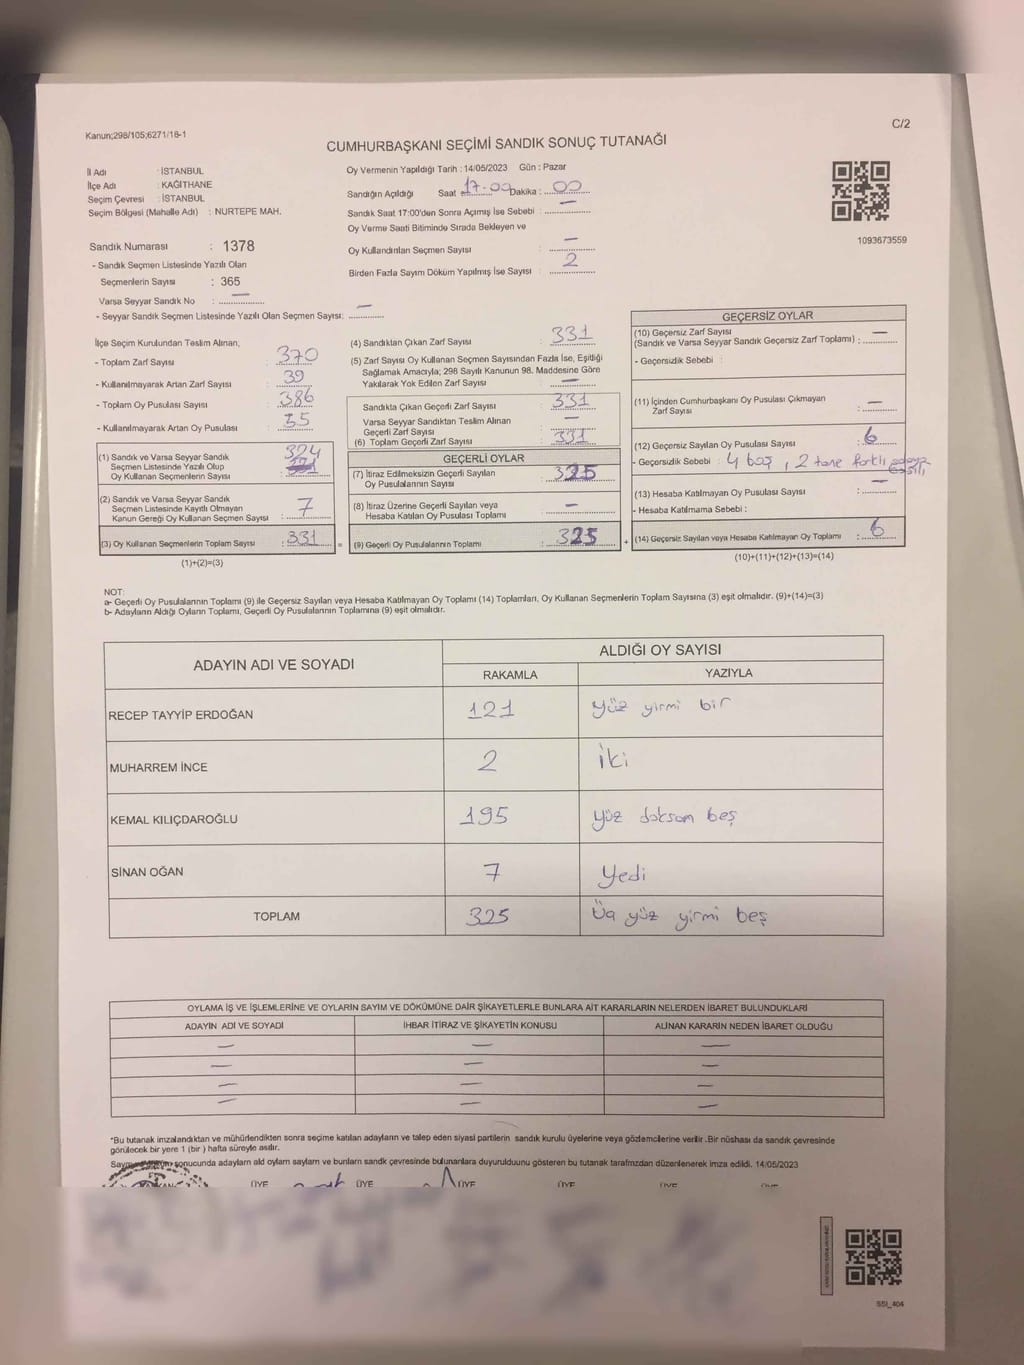 Kanun;298/105;6271/18-1
C/2
CUMHURBAŞKANI SEÇİMİ SANDIK SONUÇ TUTANAĞI
İl Adı : İSTANBUL
İlçe Adı : KAĞITHANE
Seçim Çevresi : İSTANBUL
Seçim Bölgesi (Mahalle Adı) : NURTEPE MAH.
Sandık Numarası : 1378
- Sandık Seçmen Listesinde Yazılı Olan
Seçmenlerin Sayısı : 365
Varsa Seyyar Sandık No : —
- Seyyar Sandık Seçmen Listesinde Yazılı Olan Seçmen Sayısı: —
Oy Vermenin Yapıldığı Tarih : 14/05/2023 Gün : Pazar
Sandığın Açıldığı Saat : 17.00 Dakika : 00
Sandık Saat 17:00'den Sonra Açımış İse Sebebi : —
Oy Verme Saati Bitiminde Sırada Bekleyen ve
Oy Kullandırılan Seçmen Sayısı : —
Birden Fazla Sayım Döküm Yapılmış İse Sayısı : 2
1093673559
İlçe Seçim Kurulundan Teslim Alınan;
- Toplam Zarf Sayısı : 370
- Kullanılmayarak Artan Zarf Sayısı : 39
- Toplam Oy Pusulası Sayısı : 386
- Kullanılmayarak Artan Oy Pusulası : 55
(1) Sandık ve Varsa Seyyar Sandık 324
Seçmen Listesinde Yazılı Olup
Oy Kullanan Seçmenlerin Sayısı
(2) Sandık ve Varsa Seyyar Sandık
Seçmen Listesinde Kayıtlı Olmayan
Kanun Gereği Oy Kullanan Seçmen Sayısı : 7
(3) Oy Kullanan Seçmenlerin Toplam Sayısı : 331
(1)+(2)=(3)
(4) Sandıktan Çıkan Zarf Sayısı : 331
(5) Zarf Sayısı Oy Kullanan Seçmen Sayısından Fazla İse, Eşitliği
Sağlamak Amacıyla; 298 Sayılı Kanunun 98. Maddesine Göre
Yakılarak Yok Edilen Zarf Sayısı : —
Sandıkta Çıkan Geçerli Zarf Sayısı : 331
Varsa Seyyar Sandıktan Teslim Alınan
Geçerli Zarf Sayısı : —
(6) Toplam Geçerli Zarf Sayısı : 331
GEÇERLİ OYLAR
(7) İtiraz Edilmeksizin Geçerli Sayılan
Oy Pusulalarının Sayısı : 325
(8) İtiraz Üzerine Geçerli Sayılan veya
Hesaba Katılan Oy Pusulası Toplamı : —
= (9) Geçerli Oy Pusulalarının Toplamı : 325
GEÇERSİZ OYLAR
(10) Geçersiz Zarf Sayısı
(Sandık ve Varsa Seyyar Sandık Geçersiz Zarf Toplamı) : —
- Geçersizlik Sebebi :
(11) İçinden Cumhurbaşkanı Oy Pusulası Çıkmayan
Zarf Sayısı : —
(12) Geçersiz Sayılan Oy Pusulası Sayısı : 6
- Geçersizlik Sebebi : 4 boş, 2 tane farklı
(13) Hesaba Katılmayan Oy Pusulası Sayısı : —
- Hesaba Katılmama Sebebi :
+ (14) Geçersiz Sayılan veya Hesaba Katılmayan Oy Toplamı : 6
(10)+(11)+(12)+(13)=(14)
NOT:
a- Geçerli Oy Pusulalarının Toplamı (9) ile Geçersiz Sayılan veya Hesaba Katılmayan Oy Toplamı (14) Toplamları, Oy Kullanan Seçmenlerin Toplam Sayısına (3) eşit olmalıdır. (9)+(14)=(3)
b- Adayların Aldığı Oyların Toplamı, Geçerli Oy Pusulalarının Toplamına (9) eşit olmalıdır.
ADAYIN ADI VE SOYADI
ALDIĞI OY SAYISI
RAKAMLA YAZIYLA
RECEP TAYYİP ERDOĞAN 121 yüz yirmi bir
MUHARREM İNCE 2 iki
KEMAL KILIÇDAROĞLU 195 yüz doksan beş
SİNAN OĞAN 7 Yedi
TOPLAM 325 Üç yüz yirmi beş
OYLAMA İŞ VE İŞLEMLERİNE VE OYLARIN SAYIM VE DÖKÜMÜNE DAİR ŞİKAYETLERLE BUNLARA AİT KARARLARIN NELERDEN İBARET BULUNDUKLARI
ADAYIN ADI VE SOYADI İHBAR İTİRAZ VE ŞİKAYETİN KONUSU ALINAN KARARIN NEDEN İBARET OLDUĞU
— — —
— — —
— — —
— — —
*Bu tutanak imzalandıktan ve mühürlendikten sonra seçime katılan adayların ve talep eden siyasi partilerin sandık kurulu üyelerine veya gözlemcilerine verilir. Bir nüshası da sandık çevresinde
görülecek bir yere 1 (bir) hafta süreyle asılır.
sonucunda adayların aldı oyların sayların ve bunların sandk çevresinde bulunanlara duyurulduunu gösteren bu tutanak tarafmzdan düzenlenerek imza edildi. 14/05/2023
ÜYE ÜYE ÜYE ÜYE ÜYE
SSI_404